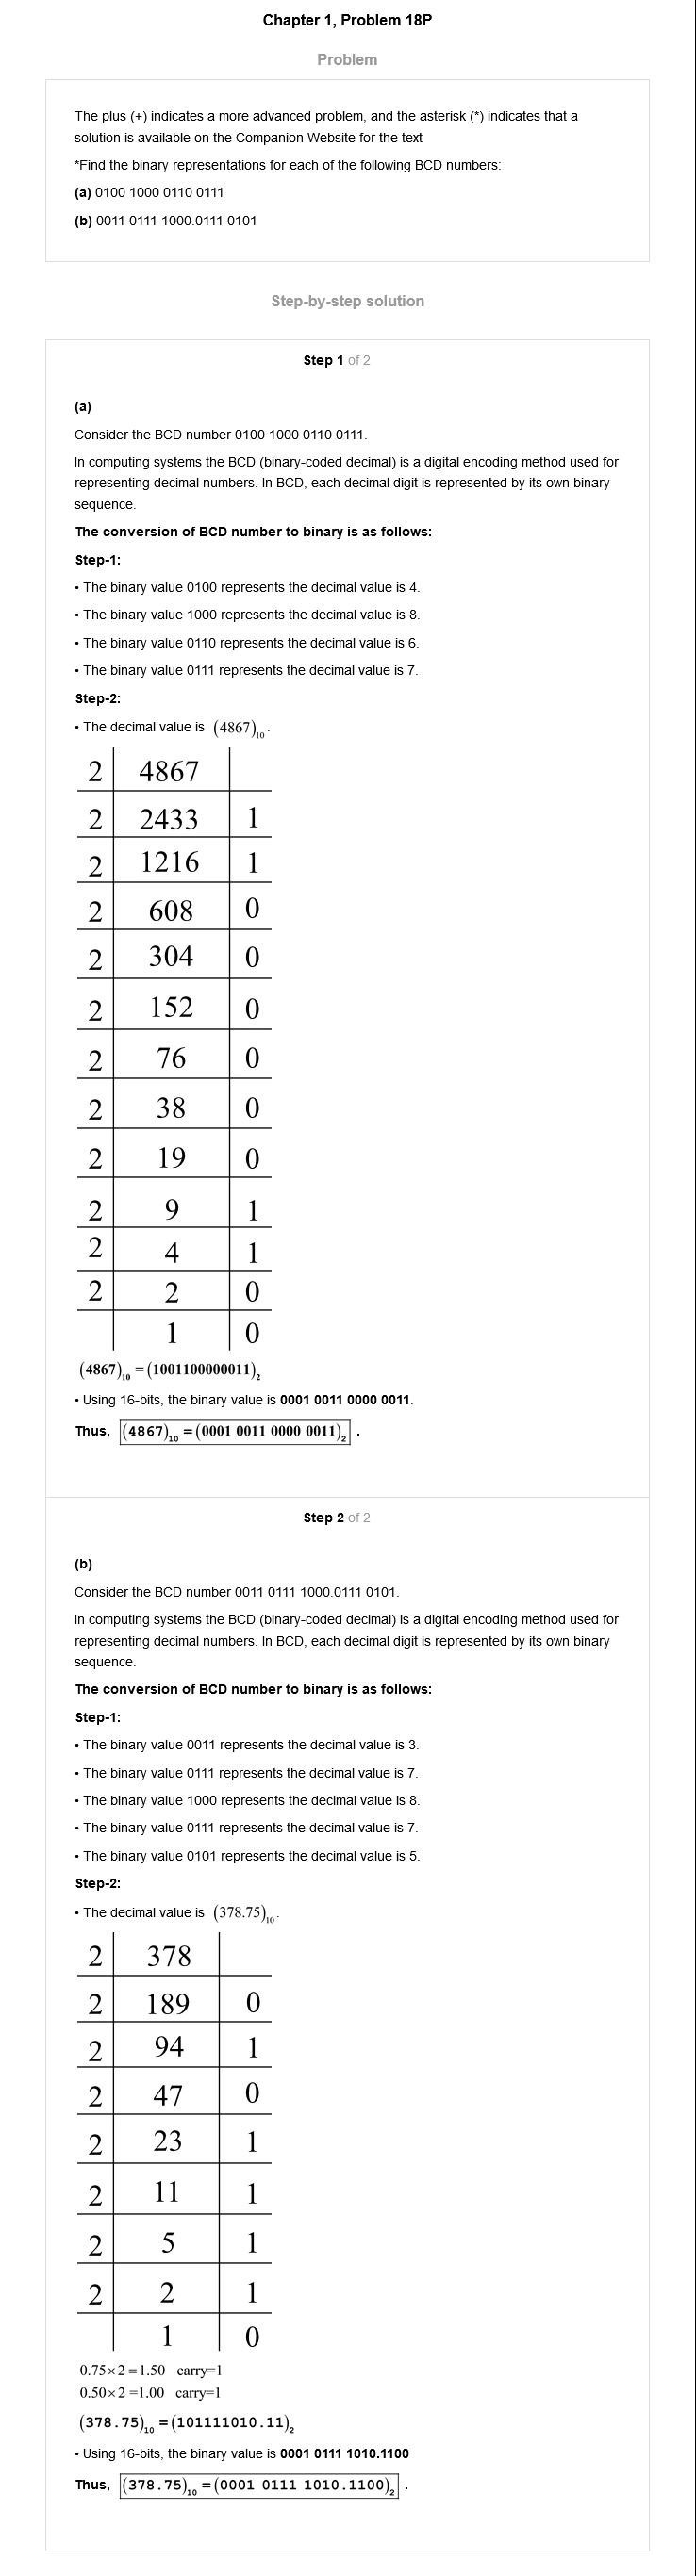 Chapter 1, Problem 18P
Problem
The plus (+) indicates a more advanced problem, and the asterisk (*) indicates that a
solution is available on the Companion Website for the text
*Find the binary representations for each of the following BCD numbers:
(a) 0100 1000 0110 0111
(b) 0011 0111 1000.0111 0101
Step-by-step solution
Step 1 of 2
(a)
Consider the BCD number 0100 1000 0110 0111.
In computing systems the BCD (binary-coded decimal) is a digital encoding method used for
representing decimal numbers. In BCD, each decimal digit is represented by its own binary
sequence.
The conversion of BCD number to binary is as follows:
Step-1:
• The binary value 0100 represents the decimal value is 4.
• The binary value 1000 represents the decimal value is 8.
• The binary value 0110 represents the decimal value is 6.
• The binary value 0111 represents the decimal value is 7.
Step-2:
• The decimal value is (4867)₁₀.
2 4867
2 2433 1
2 1216 1
2 608 0
2 304 0
2 152 0
2 76 0
2 38 0
2 19 0
2 9 1
2 4 1
2 2 0
1 0
(4867)₁₀ = (1001100000011)₂
• Using 16-bits, the binary value is 0001 0011 0000 0011.
Thus, (4867)₁₀ = (0001 0011 0000 0011)₂ .
Step 2 of 2
(b)
Consider the BCD number 0011 0111 1000.0111 0101.
In computing systems the BCD (binary-coded decimal) is a digital encoding method used for
representing decimal numbers. In BCD, each decimal digit is represented by its own binary
sequence.
The conversion of BCD number to binary is as follows:
Step-1:
• The binary value 0011 represents the decimal value is 3.
• The binary value 0111 represents the decimal value is 7.
• The binary value 1000 represents the decimal value is 8.
• The binary value 0111 represents the decimal value is 7.
• The binary value 0101 represents the decimal value is 5.
Step-2:
• The decimal value is (378.75)₁₀.
2 378
2 189 0
2 94 1
2 47 0
2 23 1
2 11 1
2 5 1
2 2 1
1 0
0.75×2 =1.50 carry=1
0.50×2 =1.00 carry=1
(378.75)₁₀ = (101111010.11)₂
• Using 16-bits, the binary value is 0001 0111 1010.1100
Thus, (378.75)₁₀ = (0001 0111 1010.1100)₂ .